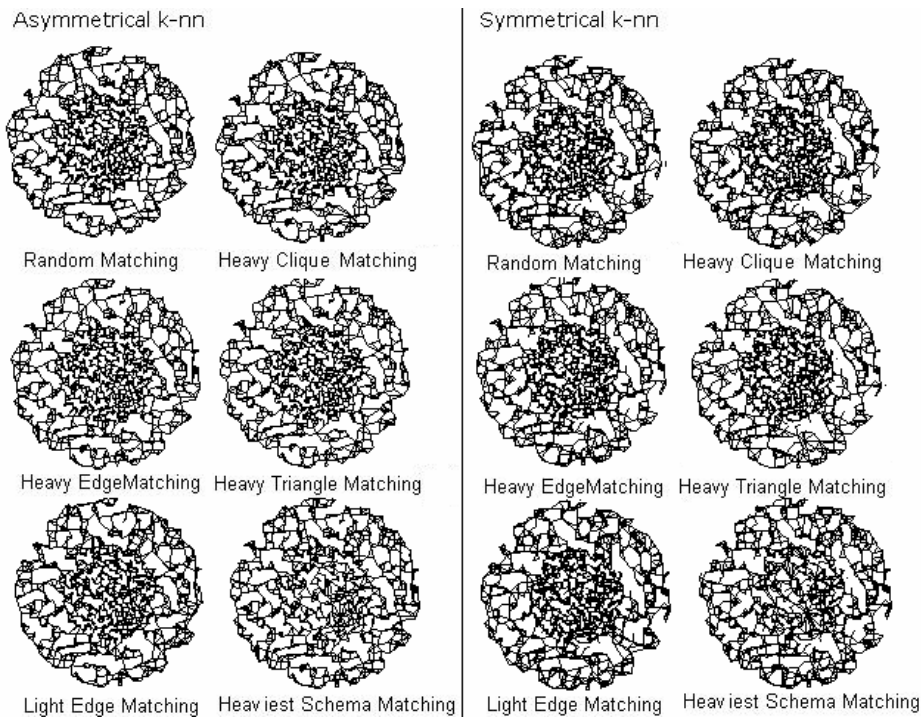 Asymmetrical k-nn
Random Matching
Heavy Clique Matching
Heavy EdgeMatching
Heavy Triangle Matching
Light Edge Matching
Heaviest Schema Matching
Symmetrical k-nn
Random Matching
Heavy Clique Matching
Heavy EdgeMatching
Heavy Triangle Matching
Light Edge Matching
Heaviest Schema Matching